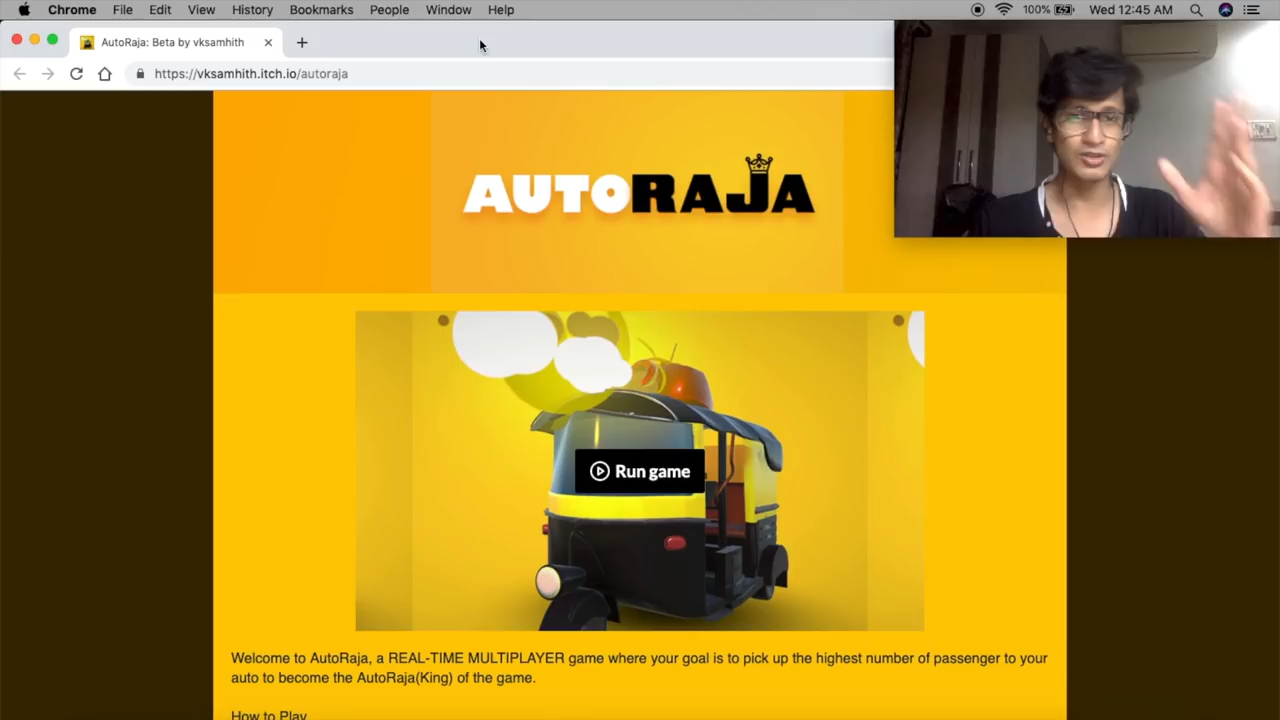 Chrome File Edit View History Bookmarks People Window Help 100% Wed 12:45 AM
AutoRaja: Beta by vksamhith
https://vksamhith.itch.io/autoraja
AUTORAJA
Run game
Welcome to AutoRaja, a REAL-TIME MULTIPLAYER game where your goal is to pick up the highest number of passenger to your
auto to become the AutoRaja(King) of the game.
How to Play